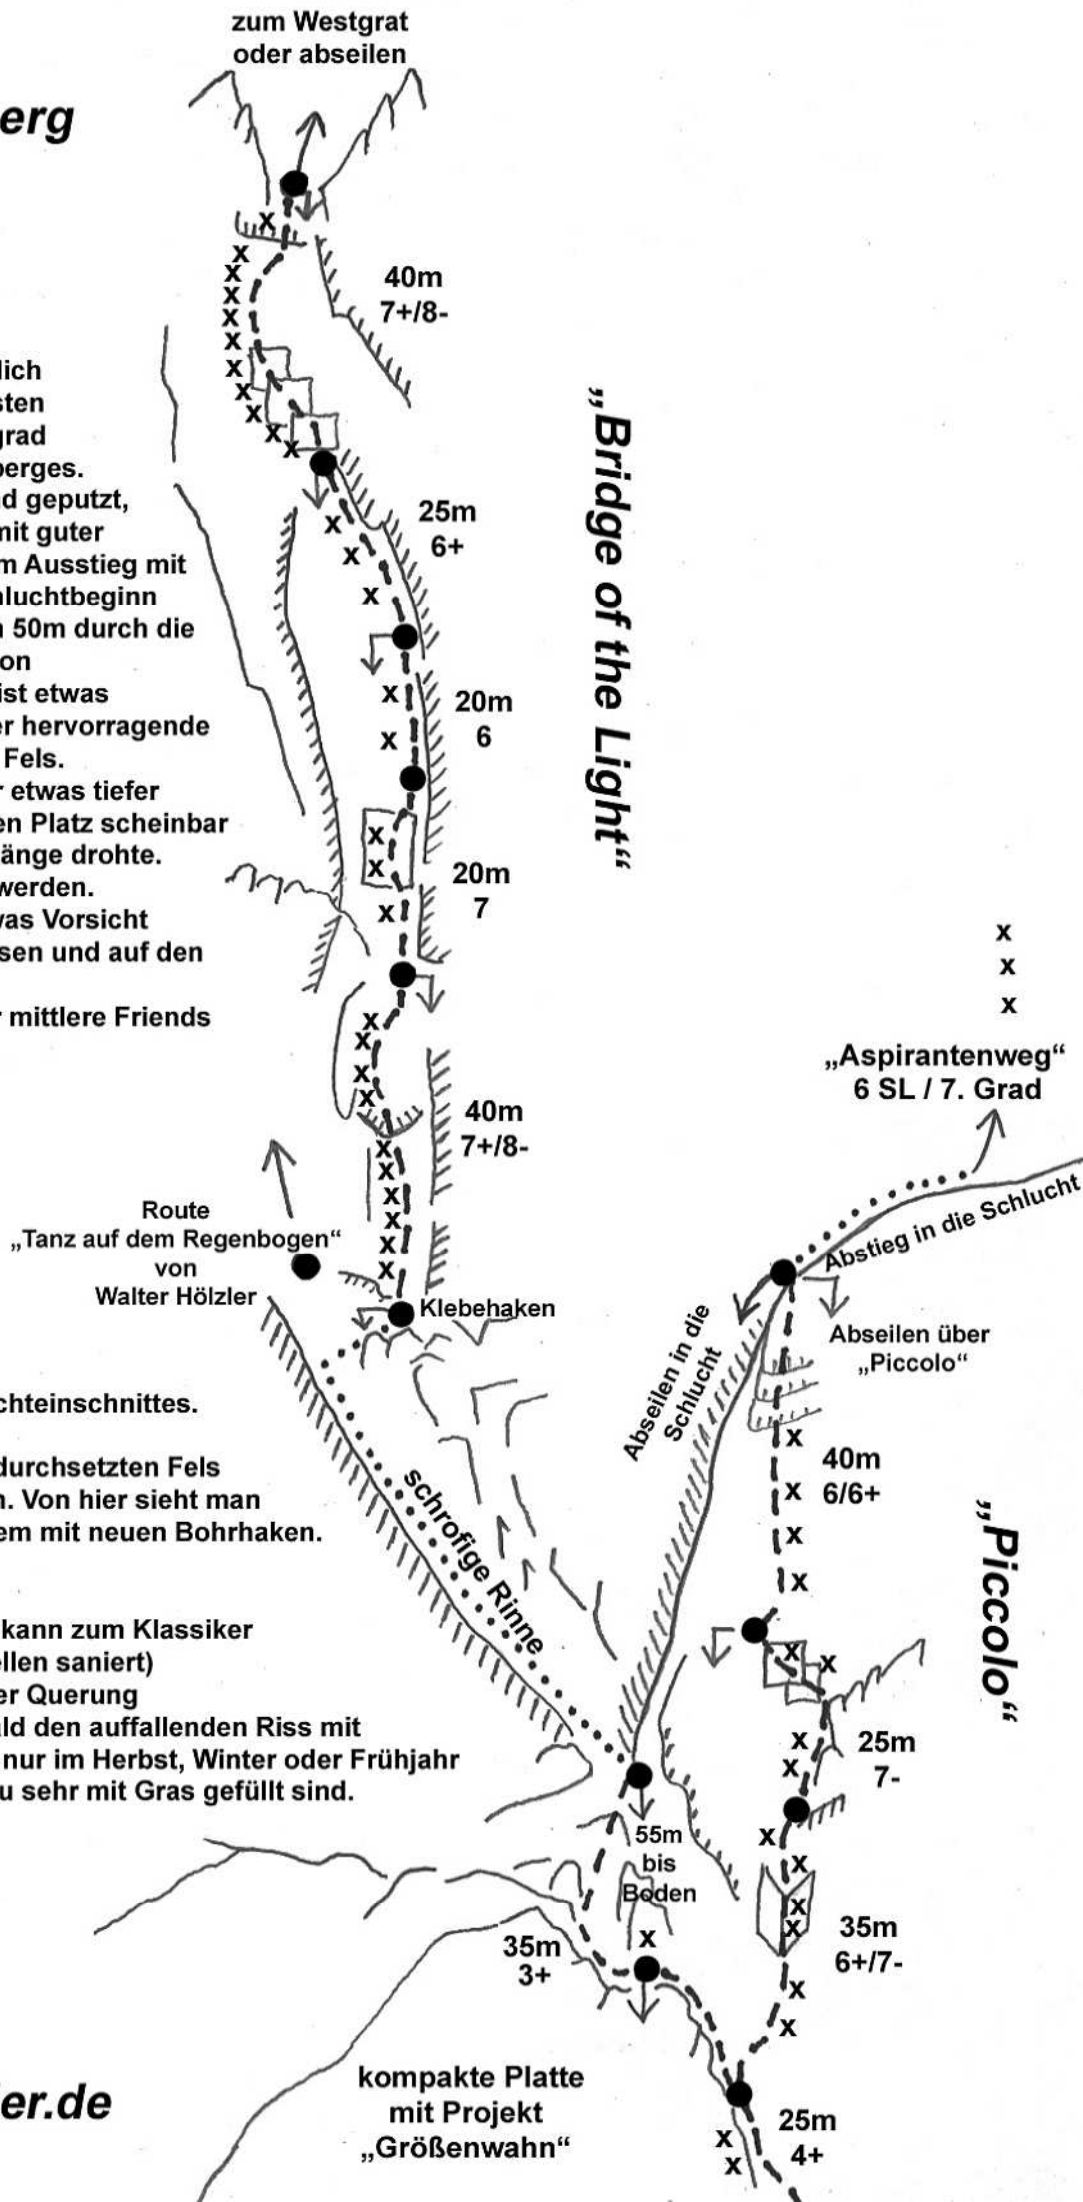 zum Westgrat
oder abseilen
erg
40m
7+/8-
lich
sten
grad
berges.
d geputzt,
mit guter
m Ausstieg mit
hluchtbeginn
n 50m durch die
on
ist etwas
er hervorragende
Fels.
r etwas tiefer
en Platz scheinbar
länge drohte.
werden.
was Vorsicht
sen und auf den
r mittlere Friends
25m
6+
20m
6
20m
7
„Bridge of the Light“
x
x
x
„Aspirantenweg“
6 SL / 7. Grad
40m
7+/8-
Route
„Tanz auf dem Regenbogen“
von
Walter Hölzler
Klebehaken
Abstieg in die Schlucht
Abseilen in die
Schlucht
Abseilen über
„Piccolo“
chteinschnittes.
durchsetzten Fels
n. Von hier sieht man
em mit neuen Bohrhaken.
schrofige Rinne
40m
6/6+
„Piccolo“
kann zum Klassiker
ellen saniert)
er Querung
ald den auffallenden Riss mit
nur im Herbst, Winter oder Frühjahr
u sehr mit Gras gefüllt sind.
25m
7-
55m
bis
Boden
35m
3+
35m
6+/7-
kompakte Platte
mit Projekt
„Größenwahn“
er.de
25m
4+